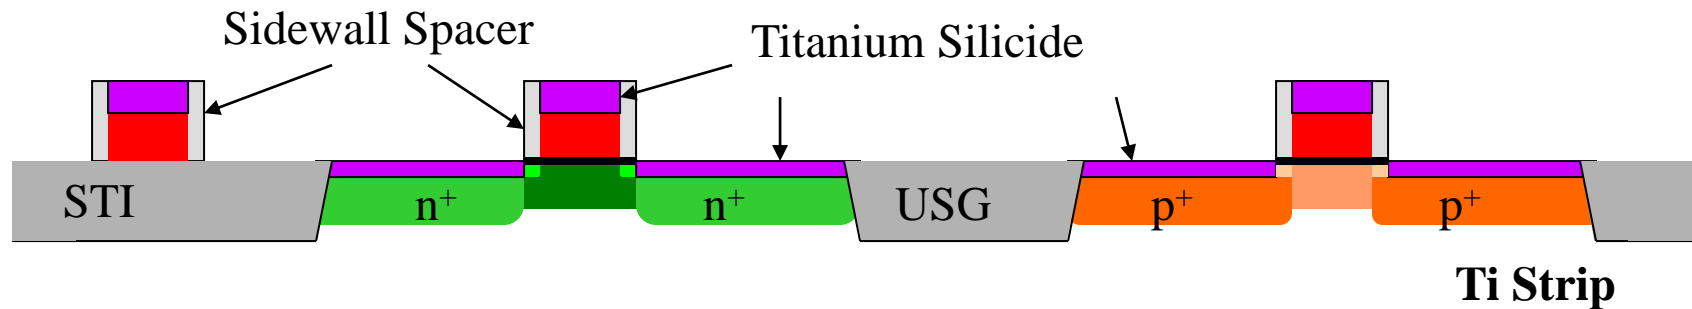 Sidewall Spacer
Titanium Silicide
STI
n+
n+
USG
p+
p+
Ti Strip